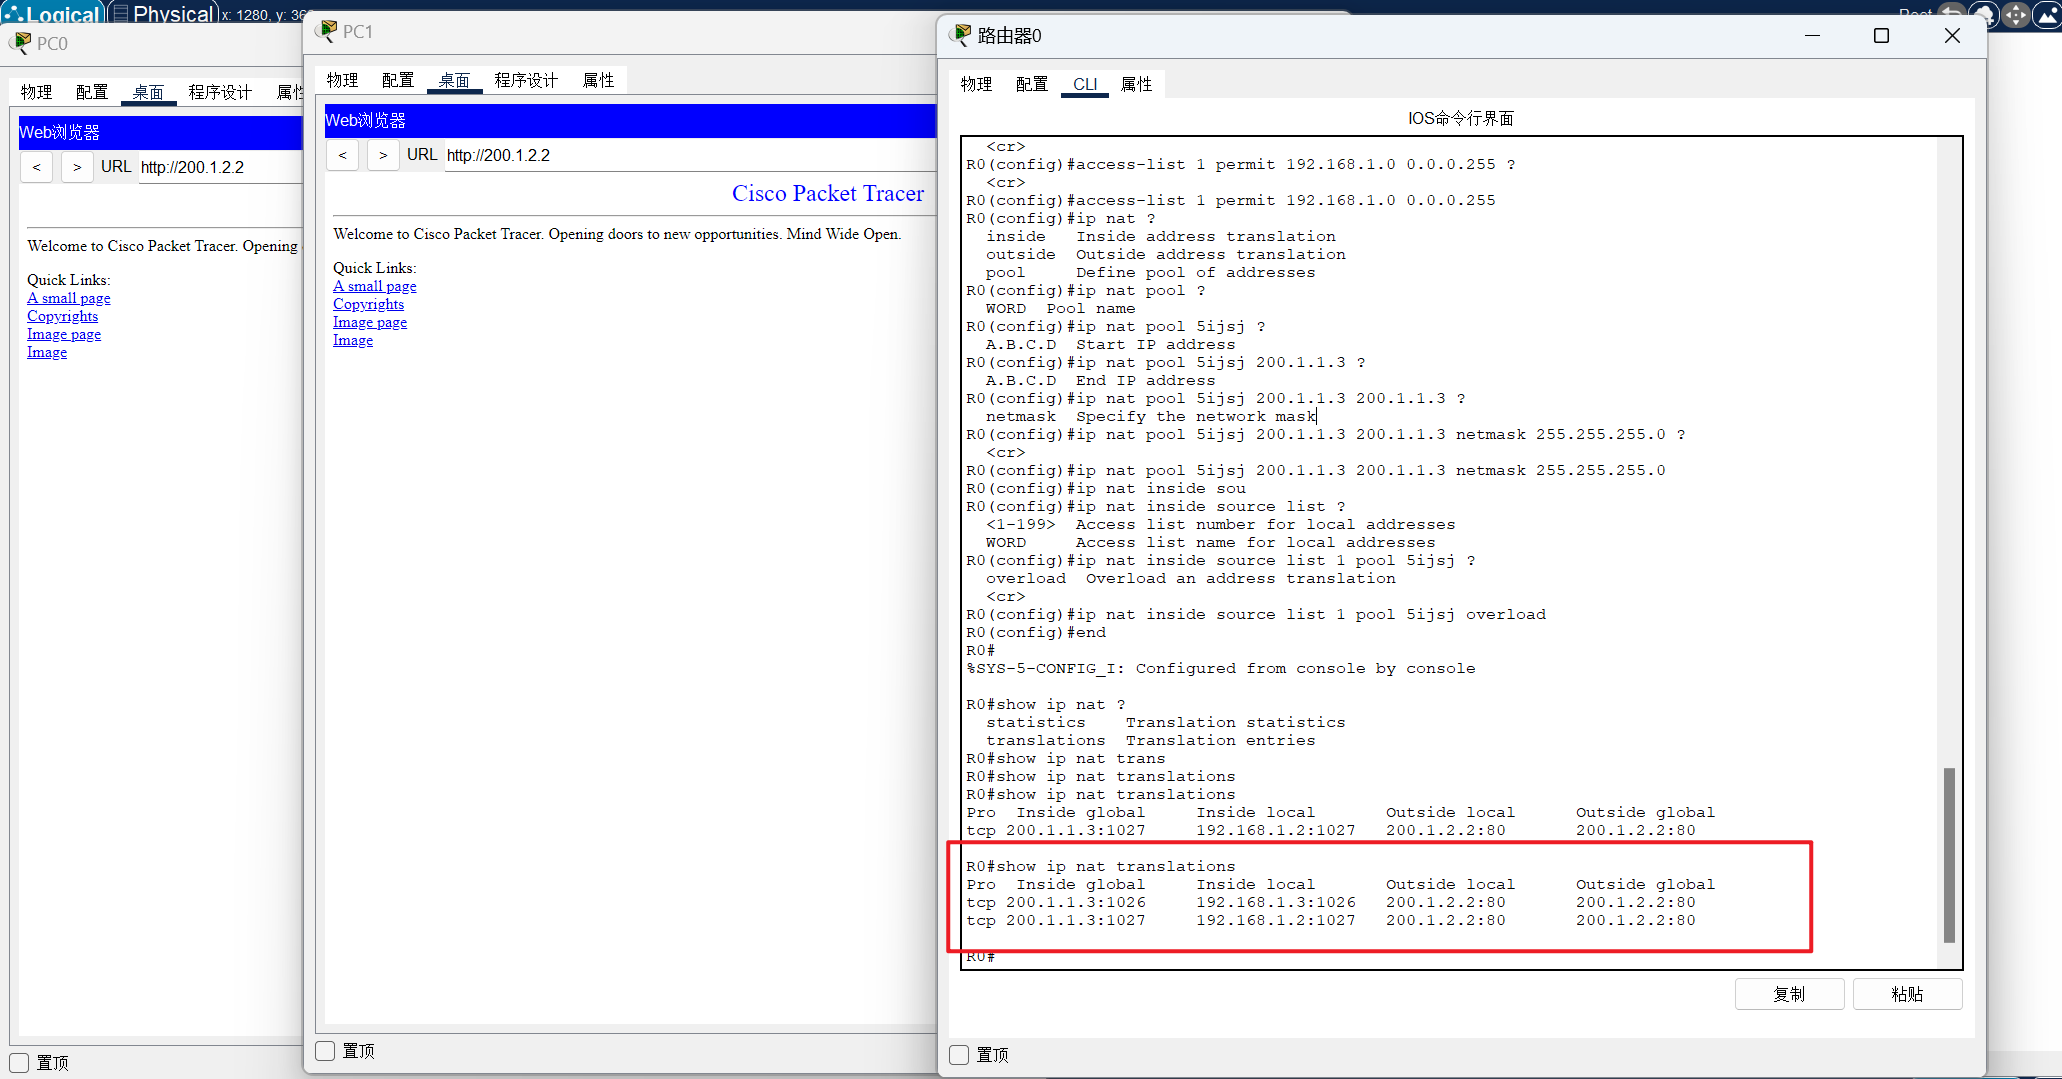 Logical
Physical
x: 1280, y: 36
Root
PC0
物理 配置 桌面 程序设计 属性
Web浏览器
< > URL http://200.1.2.2
Welcome to Cisco Packet Tracer. Opening
Quick Links:
A small page
Copyrights
Image page
Image
置顶
PC1
物理 配置 桌面 程序设计 属性
Web浏览器
< > URL http://200.1.2.2
Cisco Packet Tracer
Welcome to Cisco Packet Tracer. Opening doors to new opportunities. Mind Wide Open.
Quick Links:
A small page
Copyrights
Image page
Image
置顶
路由器0
物理 配置 CLI 属性
IOS命令行界面
<cr>
R0(config)#access-list 1 permit 192.168.1.0 0.0.0.255 ?
<cr>
R0(config)#access-list 1 permit 192.168.1.0 0.0.0.255
R0(config)#ip nat ?
inside Inside address translation
outside Outside address translation
pool Define pool of addresses
R0(config)#ip nat pool ?
WORD Pool name
R0(config)#ip nat pool 5ijsj ?
A.B.C.D Start IP address
R0(config)#ip nat pool 5ijsj 200.1.1.3 ?
A.B.C.D End IP address
R0(config)#ip nat pool 5ijsj 200.1.1.3 200.1.1.3 ?
netmask Specify the network mask
R0(config)#ip nat pool 5ijsj 200.1.1.3 200.1.1.3 netmask 255.255.255.0 ?
<cr>
R0(config)#ip nat pool 5ijsj 200.1.1.3 200.1.1.3 netmask 255.255.255.0
R0(config)#ip nat inside sou
R0(config)#ip nat inside source list ?
<1-199> Access list number for local addresses
WORD Access list name for local addresses
R0(config)#ip nat inside source list 1 pool 5ijsj ?
overload Overload an address translation
<cr>
R0(config)#ip nat inside source list 1 pool 5ijsj overload
R0(config)#end
R0#
%SYS-5-CONFIG_I: Configured from console by console
R0#show ip nat ?
statistics Translation statistics
translations Translation entries
R0#show ip nat trans
R0#show ip nat translations
R0#show ip nat translations
Pro Inside global Inside local Outside local Outside global
tcp 200.1.1.3:1027 192.168.1.2:1027 200.1.2.2:80 200.1.2.2:80
R0#show ip nat translations
Pro Inside global Inside local Outside local Outside global
tcp 200.1.1.3:1026 192.168.1.3:1026 200.1.2.2:80 200.1.2.2:80
tcp 200.1.1.3:1027 192.168.1.2:1027 200.1.2.2:80 200.1.2.2:80
R0#
复制 粘贴
置顶